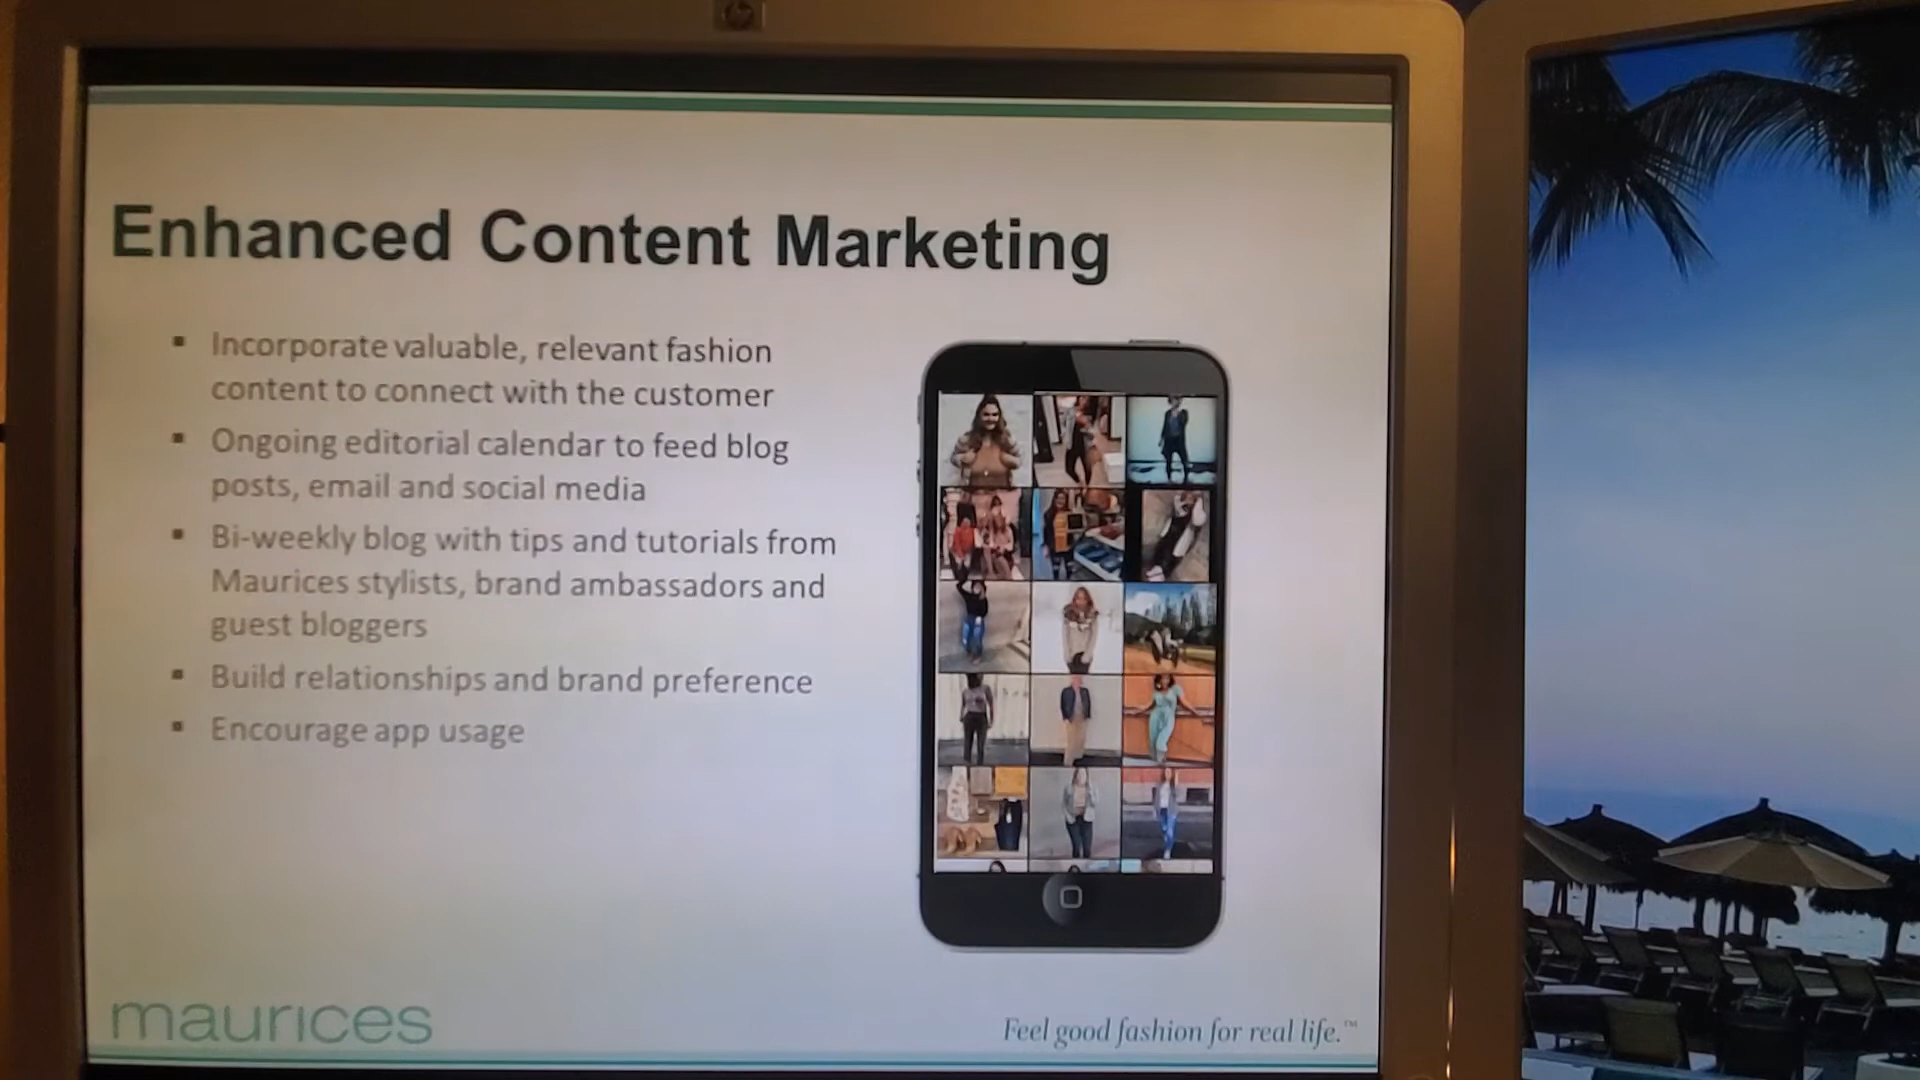 Enhanced Content Marketing
▪ Incorporate valuable, relevant fashion
content to connect with the customer
▪ Ongoing editorial calendar to feed blog
posts, email and social media
▪ Bi-weekly blog with tips and tutorials from
Maurices stylists, brand ambassadors and
guest bloggers
▪ Build relationships and brand preference
▪ Encourage app usage
maurices
Feel good fashion for real life.™
hp